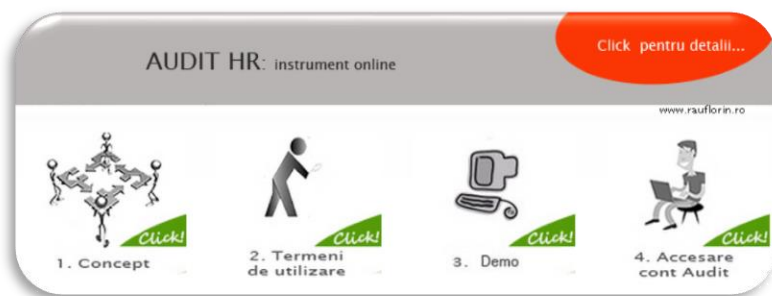 AUDIT HR: instrument online
Click pentru detalii...
www.rauflorin.ro
Click!
1. Concept
Click!
2. Termeni
de utilizare
Click!
3. Demo
Click!
4. Accesare
cont Audit